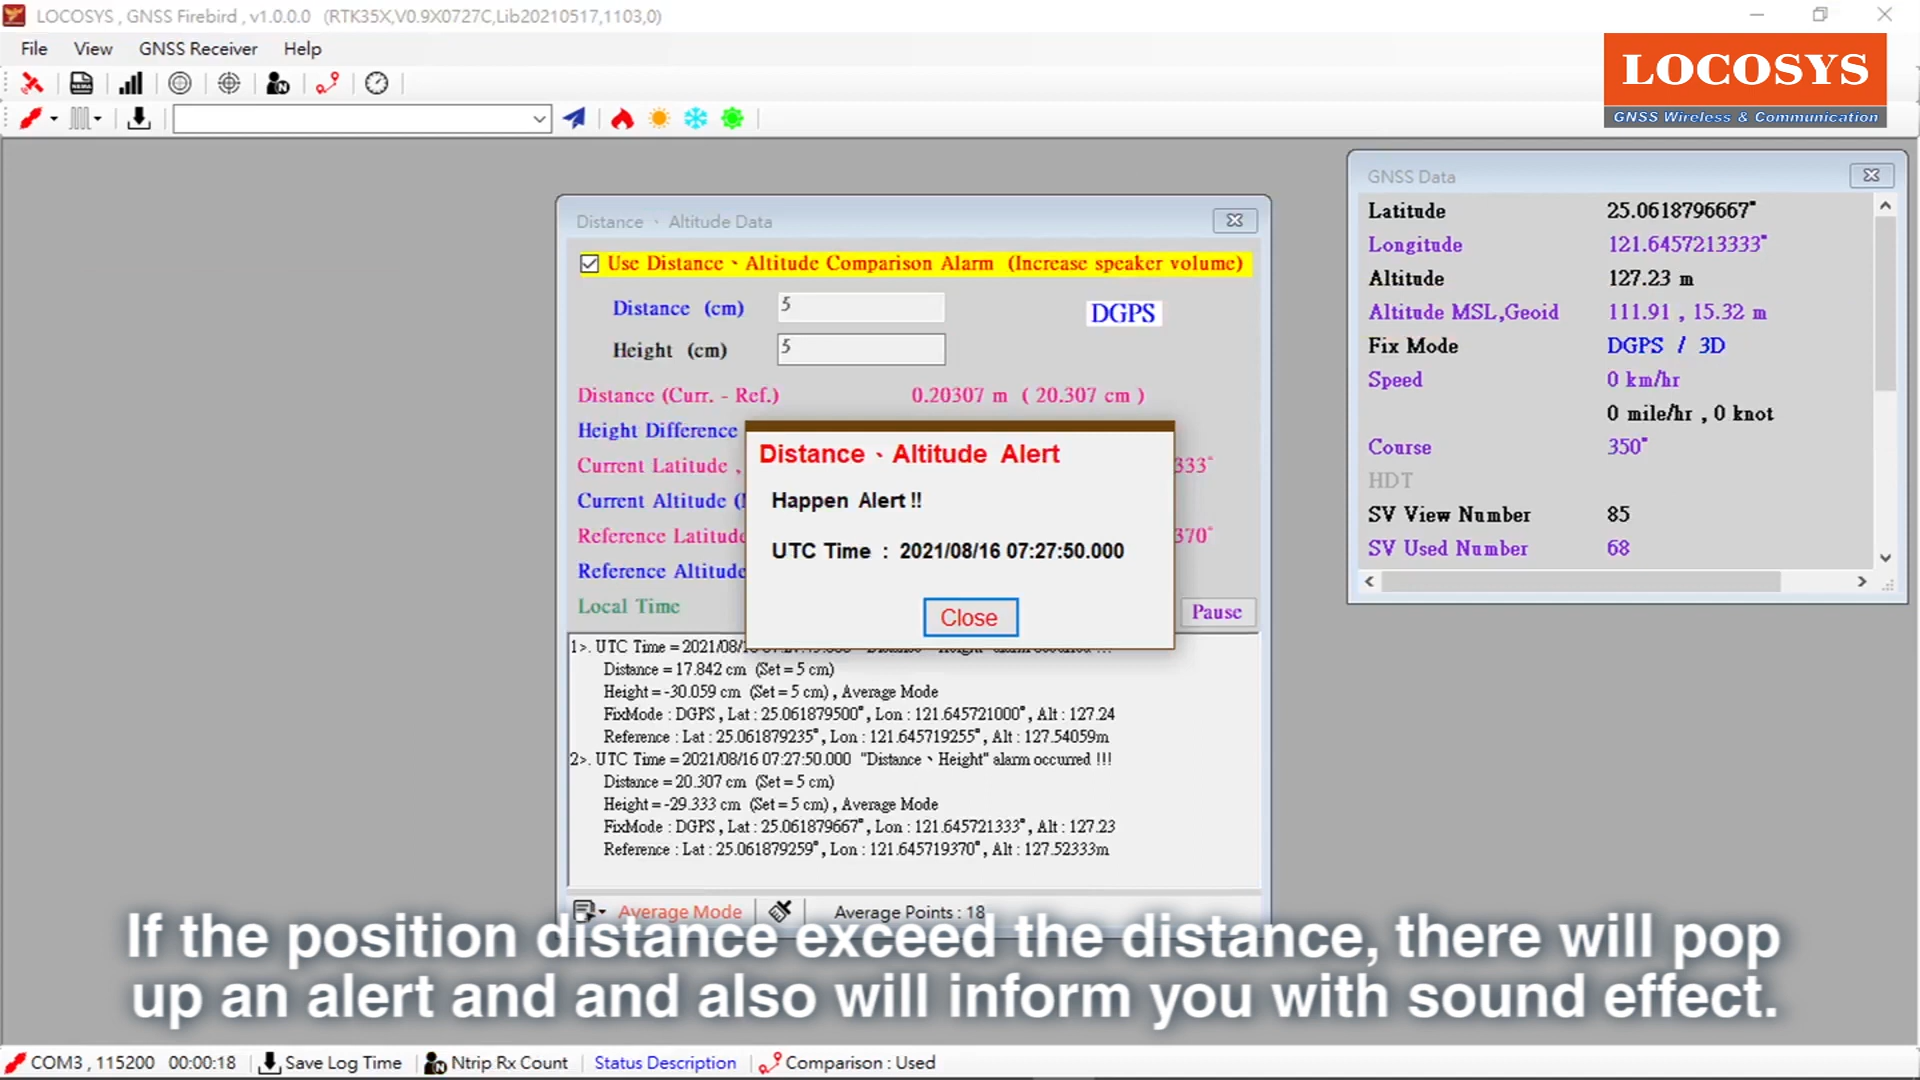 LOCOSYS , GNSS Firebird , v1.0.0.0 (RTK35X,V0.9X0727C,Lib20210517,1103,0)
File View GNSS Receiver Help
LOCOSYS
GNSS Wireless & Communication
Distance、Altitude Data
Use Distance、Altitude Comparison Alarm (Increase speaker volume)
Distance (cm) 5
DGPS
Height (cm) 5
Distance (Curr. - Ref.) 0.20307 m ( 20.307 cm )
Height Difference
Current Latitude , 333°
Current Altitude
Reference Latitude 370°
Reference Altitude
Local Time
Pause
Distance、Altitude Alert
Happen Alert !!
UTC Time : 2021/08/16 07:27:50.000
Close
1>. UTC Time = 2021/08/
Distance = 17.842 cm (Set = 5 cm)
Height = -30.059 cm (Set = 5 cm) , Average Mode
FixMode : DGPS , Lat : 25.061879500° , Lon : 121.645721000° , Alt : 127.24
Reference : Lat : 25.061879235° , Lon : 121.645719255° , Alt : 127.54059m
2>. UTC Time = 2021/08/16 07:27:50.000 "Distance、Height" alarm occurred !!!
Distance = 20.307 cm (Set = 5 cm)
Height = -29.333 cm (Set = 5 cm) , Average Mode
FixMode : DGPS , Lat : 25.061879667° , Lon : 121.645721333° , Alt : 127.23
Reference : Lat : 25.061879259° , Lon : 121.645719370° , Alt : 127.52333m
Average Mode Average Points : 18
GNSS Data
Latitude 25.0618796667°
Longitude 121.6457213333°
Altitude 127.23 m
Altitude MSL,Geoid 111.91 , 15.32 m
Fix Mode DGPS / 3D
Speed 0 km/hr
0 mile/hr , 0 knot
Course 350°
HDT
SV View Number 85
SV Used Number 68
If the position distance exceed the distance, there will pop
up an alert and and also will inform you with sound effect.
COM3 , 115200 00:00:18 Save Log Time Ntrip Rx Count Status Description Comparison : Used